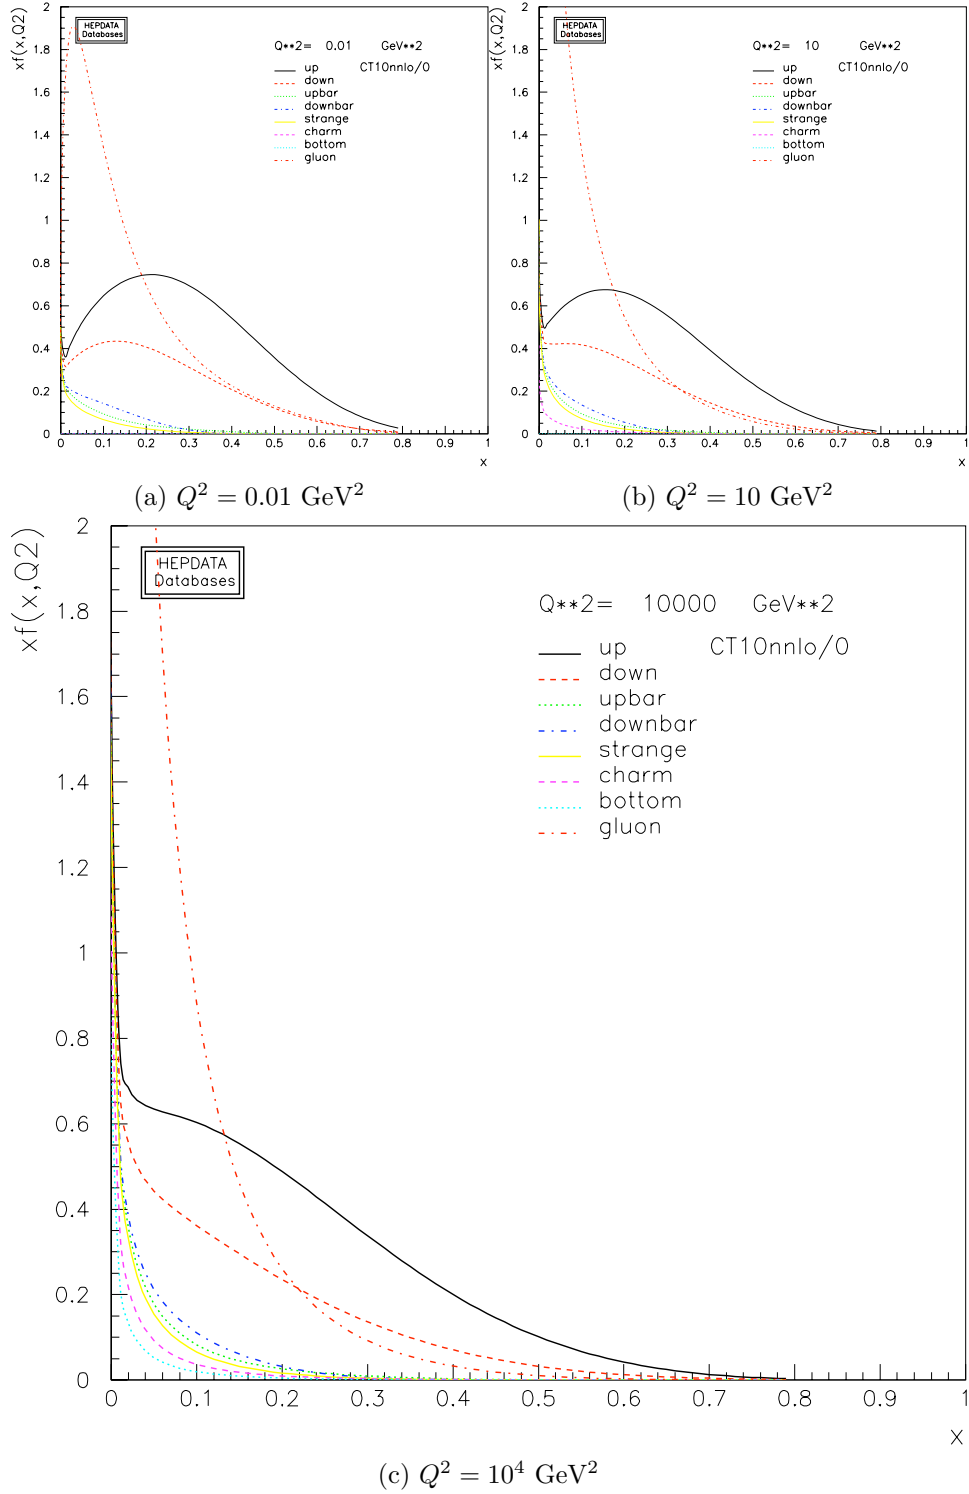 xf(x,Q2)
2
1.8
1.6
1.4
1.2
1
0.8
0.6
0.4
0.2
0
HEPDATA
Databases
Q**2= 0.01 GeV**2
up CT10nnlo/0
down
upbar
downbar
strange
charm
bottom
gluon
0 0.1 0.2 0.3 0.4 0.5 0.6 0.7 0.8 0.9 1
x
(a) Q² = 0.01 GeV²
xf(x,Q2)
2
1.8
1.6
1.4
1.2
1
0.8
0.6
0.4
0.2
0
HEPDATA
Databases
Q**2= 10 GeV**2
up CT10nnlo/0
down
upbar
downbar
strange
charm
bottom
gluon
0 0.1 0.2 0.3 0.4 0.5 0.6 0.7 0.8 0.9 1
x
(b) Q² = 10 GeV²
xf(x,Q2)
2
1.8
1.6
1.4
1.2
1
0.8
0.6
0.4
0.2
0
HEPDATA
Databases
Q**2= 10000 GeV**2
up CT10nnlo/0
down
upbar
downbar
strange
charm
bottom
gluon
0 0.1 0.2 0.3 0.4 0.5 0.6 0.7 0.8 0.9 1
x
(c) Q² = 10⁴ GeV²